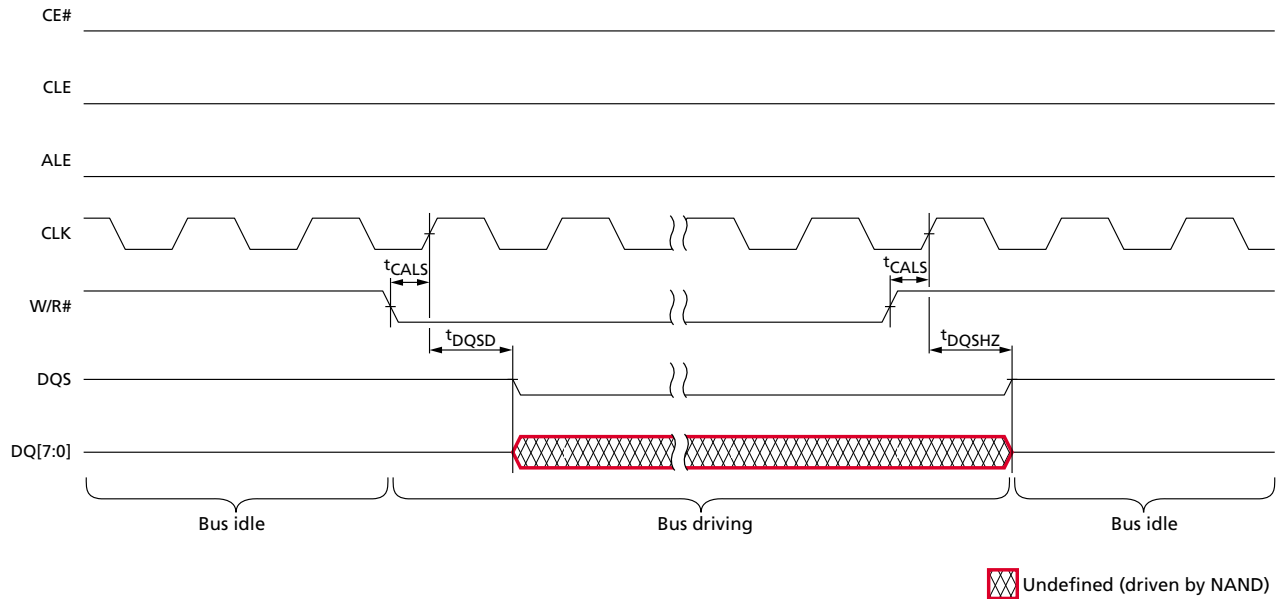 CE#
CLE
ALE
CLK
tCALS
tCALS
W/R#
tDQSD
tDQSHZ
DQS
DQ[7:0]
Bus idle
Bus driving
Bus idle
Undefined (driven by NAND)